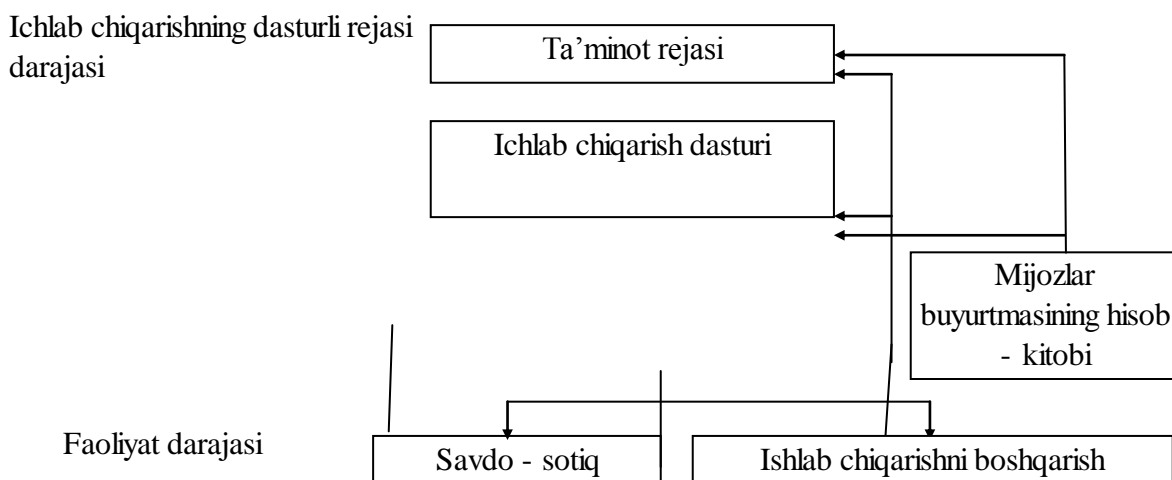 Ichlab chiqarishning dasturli rejasi
darajasi
Ta’minot rejasi
Ichlab chiqarish dasturi
Mijozlar
buyurtmasining hisob
- kitobi
Faoliyat darajasi
Savdo - sotiq
Ishlab chiqarishni boshqarish